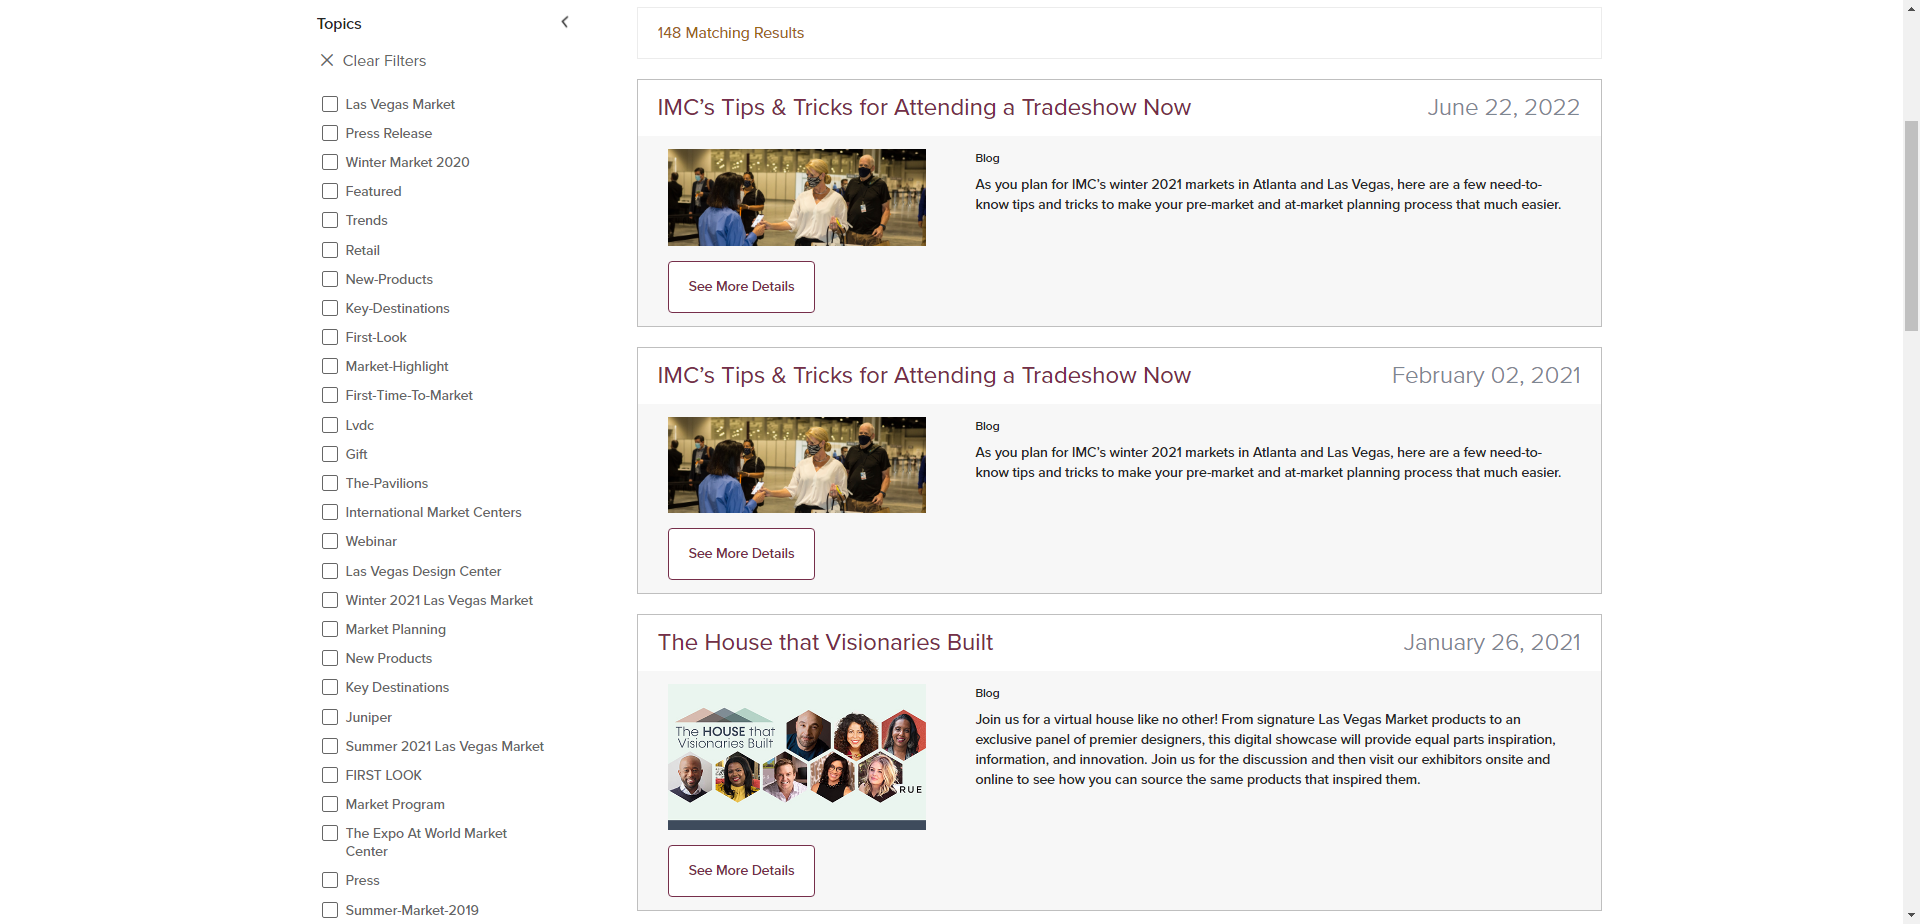 Topics
Clear Filters
Las Vegas Market
Press Release
Winter Market 2020
Featured
Trends
Retail
New-Products
Key-Destinations
First-Look
Market-Highlight
First-Time-To-Market
Lvdc
Gift
The-Pavilions
International Market Centers
Webinar
Las Vegas Design Center
Winter 2021 Las Vegas Market
Market Planning
New Products
Key Destinations
Juniper
Summer 2021 Las Vegas Market
FIRST LOOK
Market Program
The Expo At World Market
Center
Press
Summer-Market-2019
148 Matching Results
IMC’s Tips & Tricks for Attending a Tradeshow Now
June 22, 2022
Blog
As you plan for IMC’s winter 2021 markets in Atlanta and Las Vegas, here are a few need-to-
know tips and tricks to make your pre-market and at-market planning process that much easier.
See More Details
IMC’s Tips & Tricks for Attending a Tradeshow Now
February 02, 2021
Blog
As you plan for IMC’s winter 2021 markets in Atlanta and Las Vegas, here are a few need-to-
know tips and tricks to make your pre-market and at-market planning process that much easier.
See More Details
The House that Visionaries Built
January 26, 2021
The HOUSE that
Visionaries Built
RUE
Blog
Join us for a virtual house like no other! From signature Las Vegas Market products to an
exclusive panel of premier designers, this digital showcase will provide equal parts inspiration,
information, and innovation. Join us for the discussion and then visit our exhibitors onsite and
online to see how you can source the same products that inspired them.
See More Details